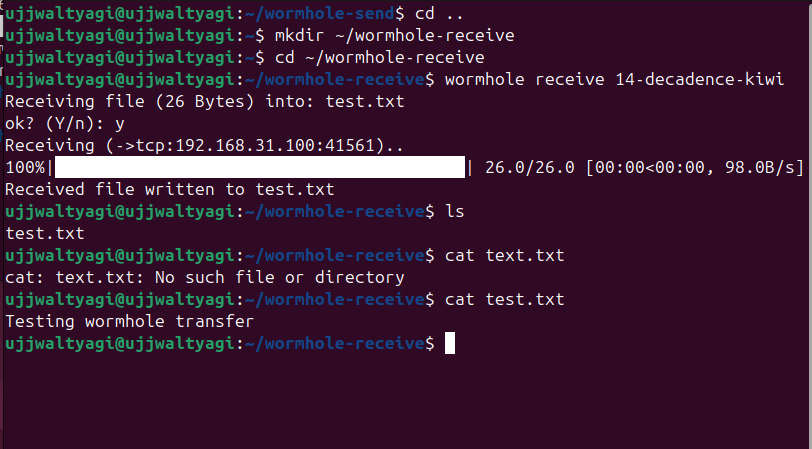 ujjwaltyagi@ujjwaltyagi:~/wormhole-send$ cd ..
ujjwaltyagi@ujjwaltyagi:~$ mkdir ~/wormhole-receive
ujjwaltyagi@ujjwaltyagi:~$ cd ~/wormhole-receive
ujjwaltyagi@ujjwaltyagi:~/wormhole-receive$ wormhole receive 14-decadence-kiwi
Receiving file (26 Bytes) into: test.txt
ok? (Y/n): y
Receiving (->tcp:192.168.31.100:41561)..
100%| | 26.0/26.0 [00:00<00:00, 98.0B/s]
Received file written to test.txt
ujjwaltyagi@ujjwaltyagi:~/wormhole-receive$ ls
test.txt
ujjwaltyagi@ujjwaltyagi:~/wormhole-receive$ cat text.txt
cat: text.txt: No such file or directory
ujjwaltyagi@ujjwaltyagi:~/wormhole-receive$ cat test.txt
Testing wormhole transfer
ujjwaltyagi@ujjwaltyagi:~/wormhole-receive$